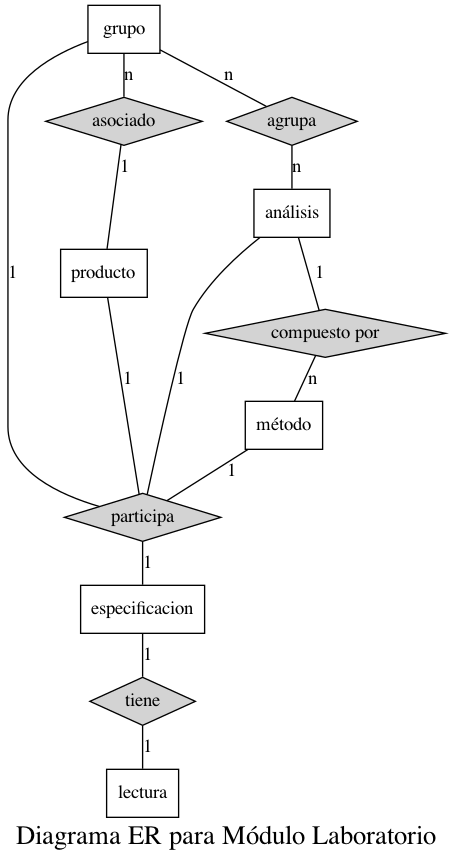 grupo
n
n
asociado
agrupa
1
n
análisis
producto
1
1
compuesto por
1
1
n
método
1
participa
1
especificacion
1
tiene
1
lectura
Diagrama ER para Módulo Laboratorio